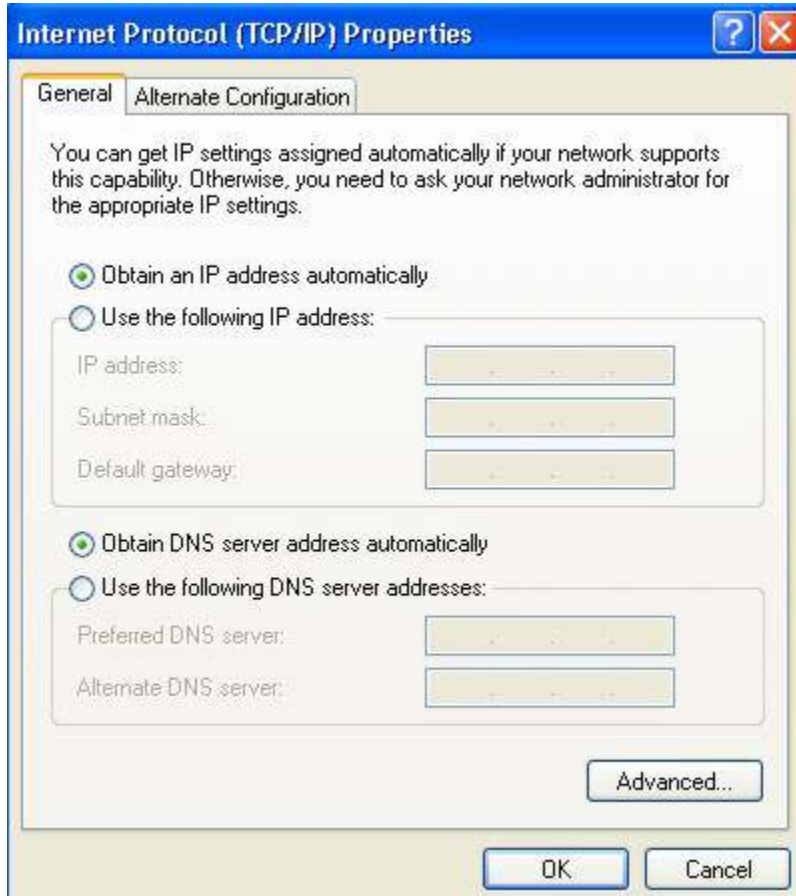 Internet Protocol (TCP/IP) Properties
General Alternate Configuration
You can get IP settings assigned automatically if your network supports
this capability. Otherwise, you need to ask your network administrator for
the appropriate IP settings.
Obtain an IP address automatically
Use the following IP address:
IP address:
Subnet mask:
Default gateway:
Obtain DNS server address automatically
Use the following DNS server addresses:
Preferred DNS server:
Alternate DNS server:
Advanced...
OK Cancel